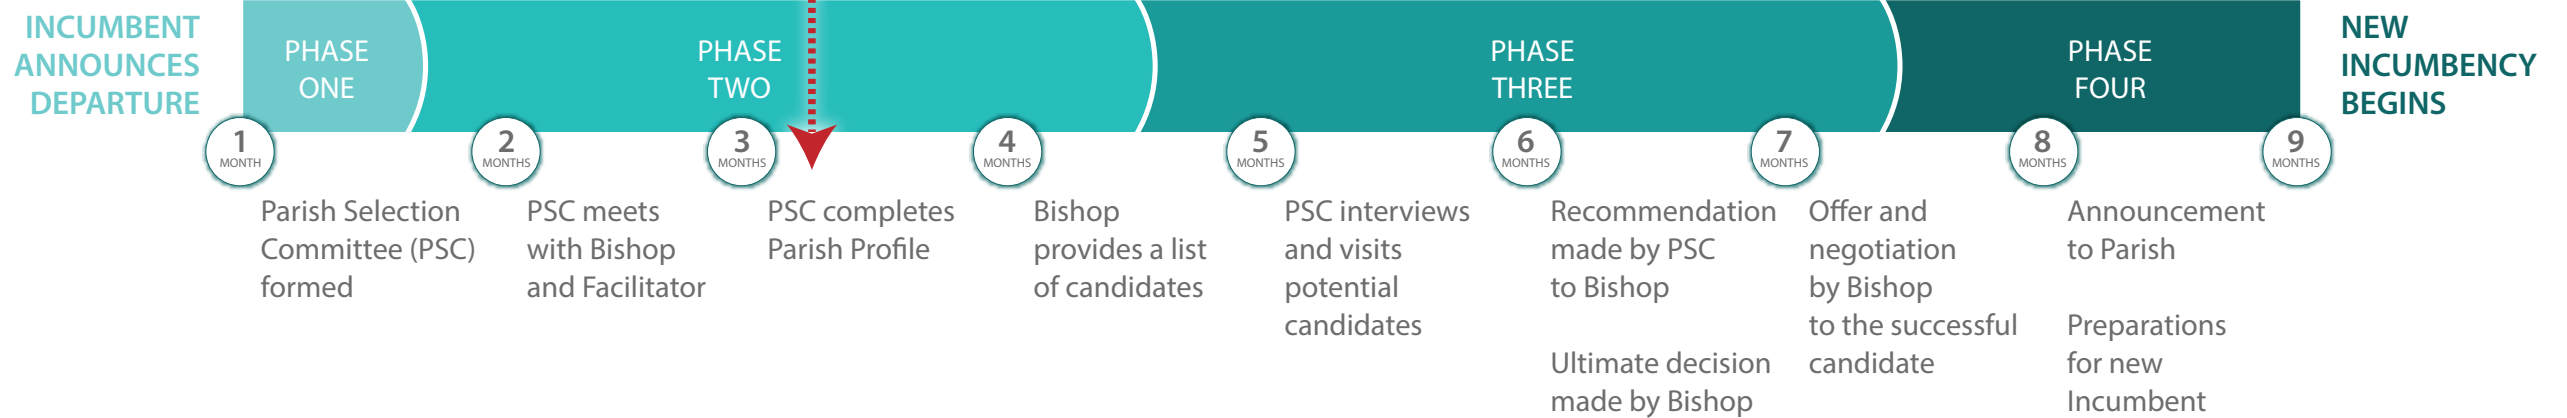 INCUMBENT
ANNOUNCES
DEPARTURE
PHASE
ONE
PHASE
TWO
PHASE
THREE
PHASE
FOUR
NEW
INCUMBENCY
BEGINS
1
MONTH
2
MONTHS
3
MONTHS
4
MONTHS
5
MONTHS
6
MONTHS
7
MONTHS
8
MONTHS
9
MONTHS
Parish Selection
Committee (PSC)
formed
PSC meets
with Bishop
and Facilitator
PSC completes
Parish Profile
Bishop
provides a list
of candidates
PSC interviews
and visits
potential
candidates
Recommendation
made by PSC
to Bishop
Ultimate decision
made by Bishop
Offer and
negotiation
by Bishop
to the successful
candidate
Announcement
to Parish
Preparations
for new
Incumbent